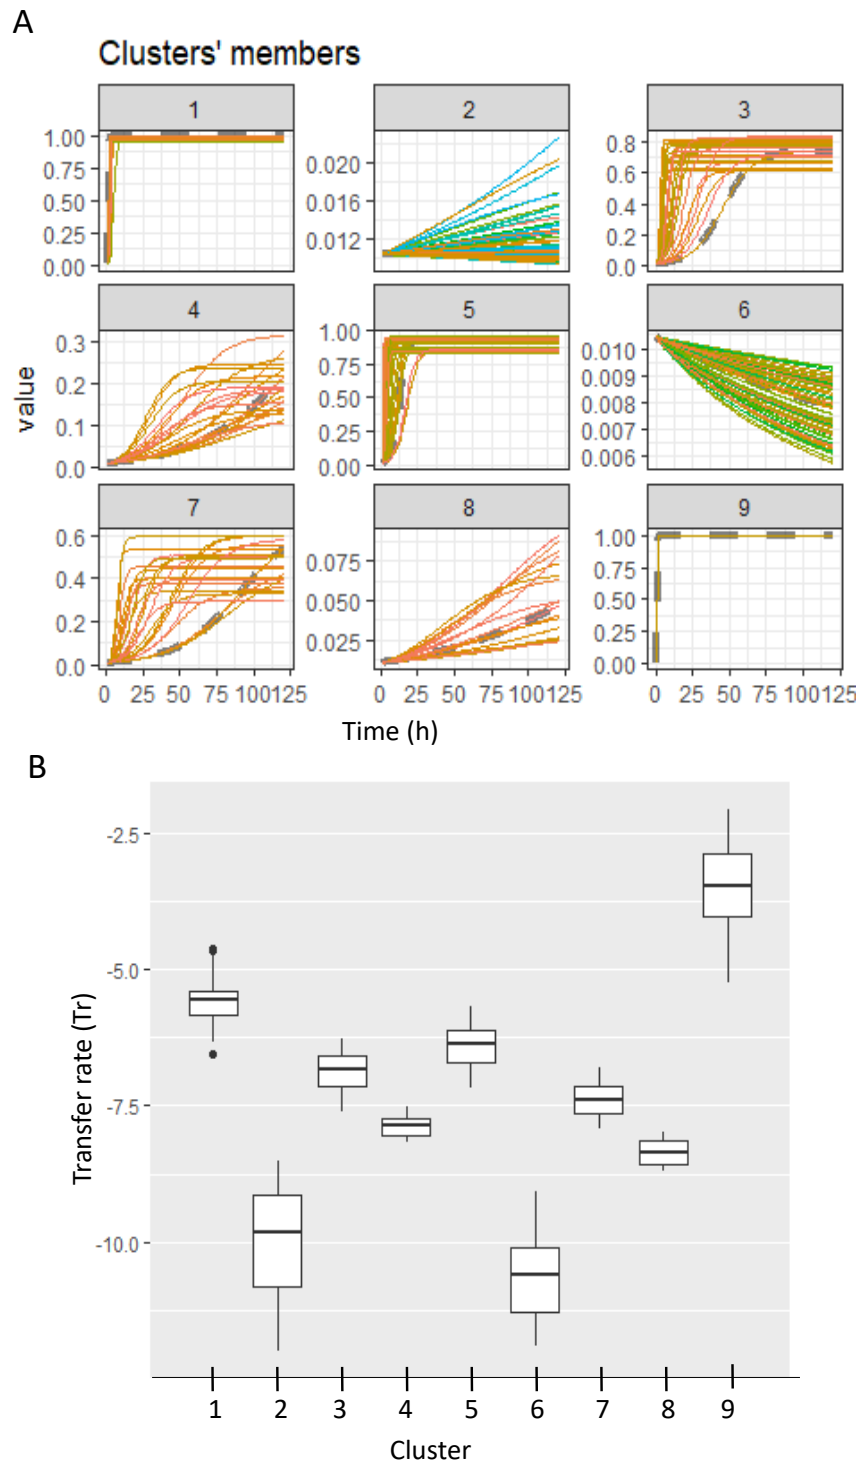 A
Clusters' members
1 2 3
1.00 0.75 0.50 0.25 0.00
0.020 0.016 0.012
0.8 0.6 0.4 0.2 0.0
4 5 6
value
0.3 0.2 0.1 0.0
1.00 0.75 0.50 0.25 0.00
0.010 0.009 0.008 0.007 0.006
7 8 9
0.6 0.4 0.2 0.0
0.075 0.050 0.025
1.00 0.75 0.50 0.25 0.00
0 25 50 75 100 125 0 25 50 75 100 125 0 25 50 75 100 125
Time (h)
B
Transfer rate (Tr)
-2.5
-5.0
-7.5
-10.0
1 2 3 4 5 6 7 8 9
Cluster